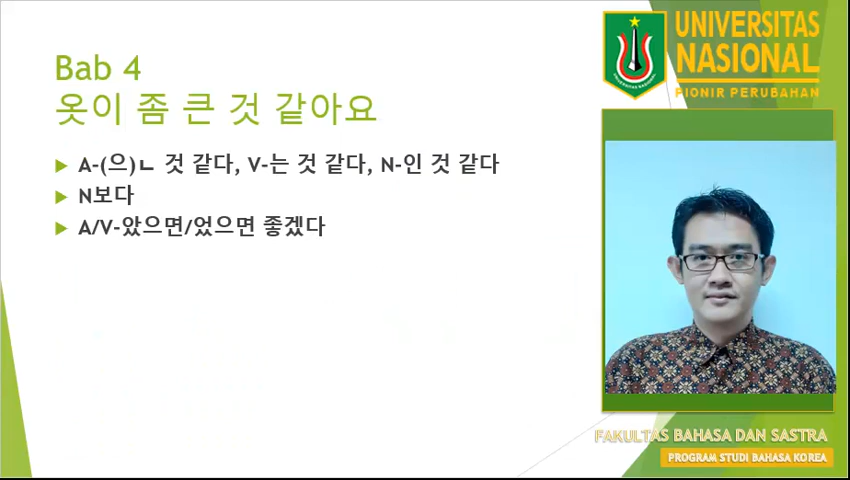 Bab 4
옷이 좀 큰 것 같아요
A-(으)ㄴ 것 같다, V-는 것 같다, N-인 것 같다
N보다
A/V-았으면/었으면 좋겠다
UNIVERSITAS
NASIONAL
PIONIR PERUBAHAN
UNIVERSITAS NASIONAL
FAKULTAS BAHASA DAN SASTRA
PROGRAM STUDI BAHASA KOREA